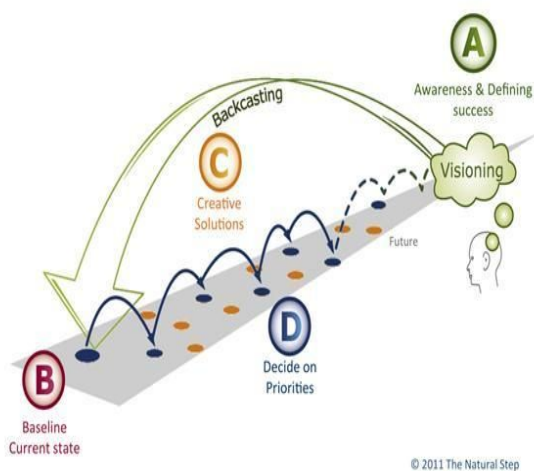 A
Awareness & Defining
success
Backcasting
Visioning
C
Creative
Solutions
Future
D
Decide on
Priorities
B
Baseline
Current state
© 2011 The Natural Step